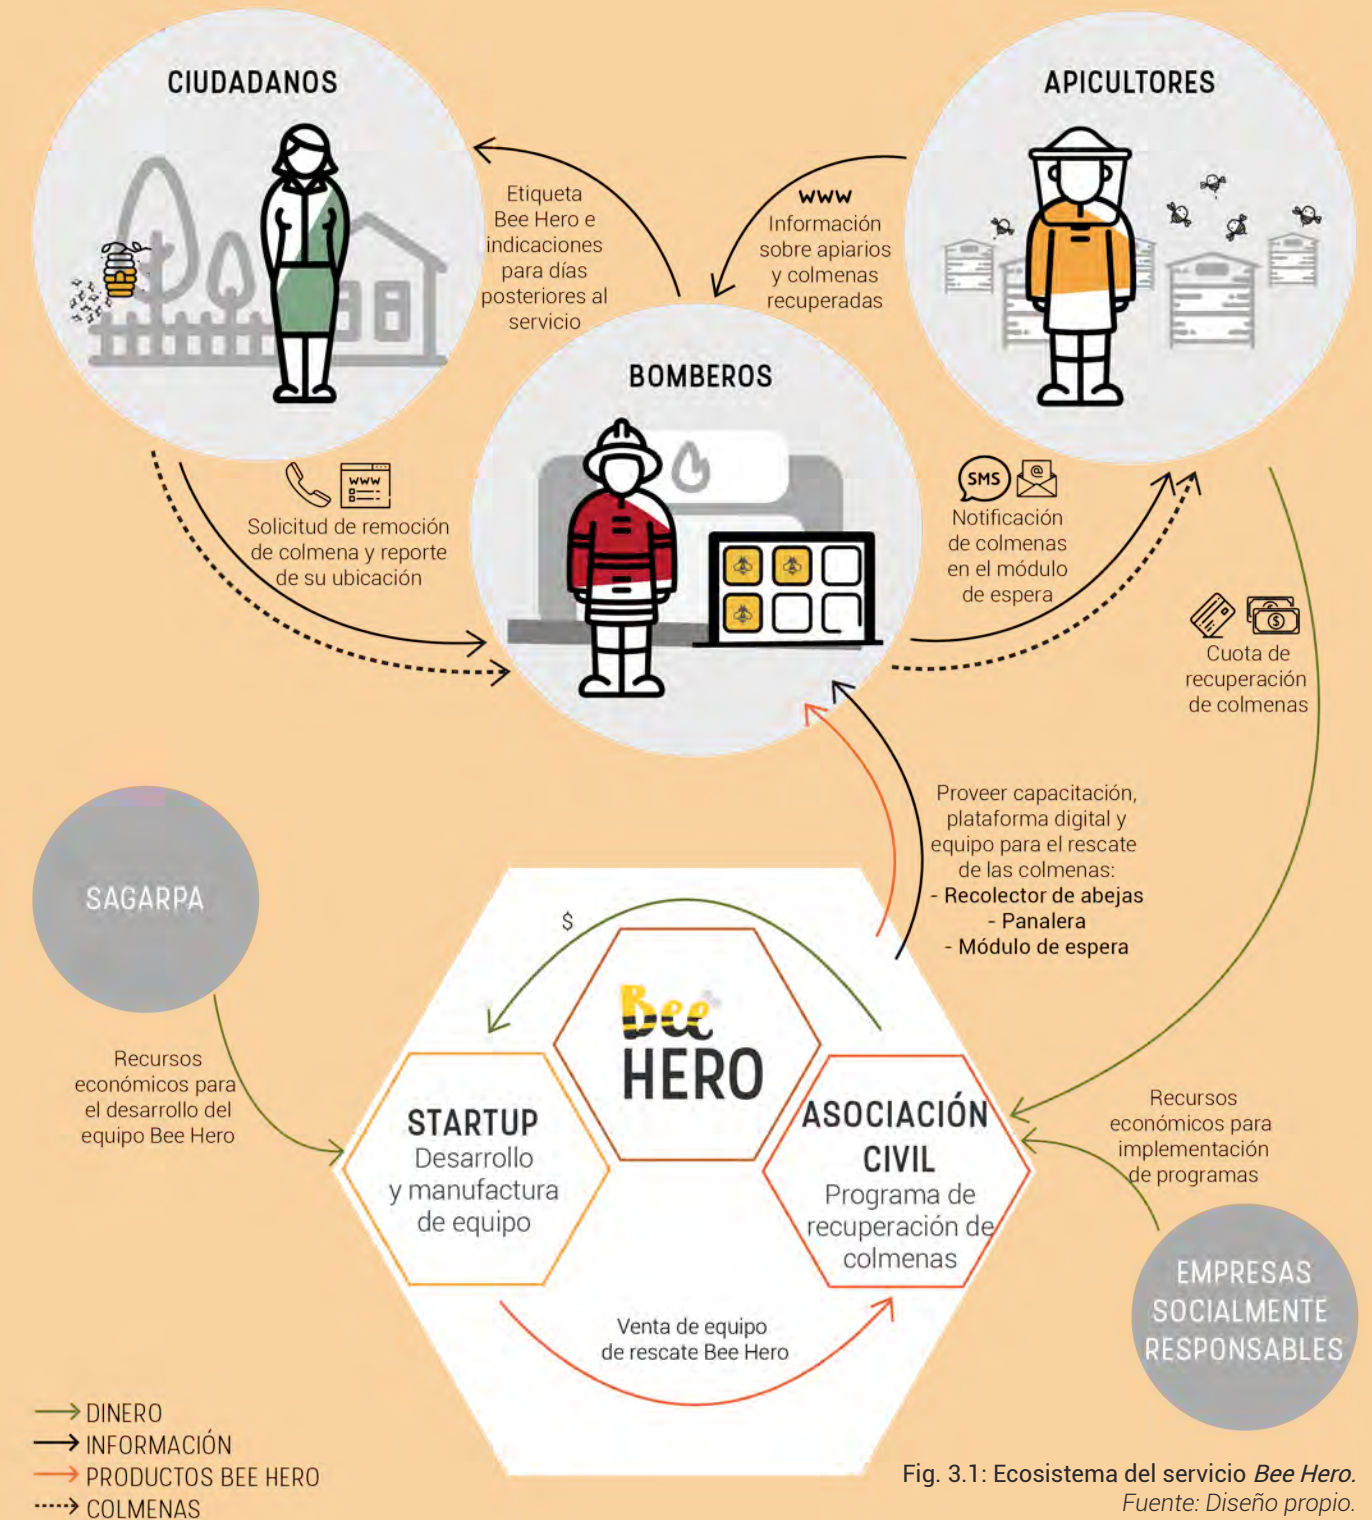 CIUDADANOS
APICULTORES
Etiqueta
Bee Hero e
indicaciones
para días
posteriores al
servicio
www
Información
sobre apiarios
y colmenas
recuperadas
BOMBEROS
www
Solicitud de remoción
de colmena y reporte
de su ubicación
SMS
@
Notificación
de colmenas
en el módulo
de espera
$
Cuota de
recuperación
de colmenas
Proveer capacitación,
plataforma digital y
equipo para el rescate
de las colmenas:
- Recolector de abejas
- Panalera
- Módulo de espera
SAGARPA
Recursos
económicos para
el desarrollo del
equipo Bee Hero
$
Bee
HERO
STARTUP
Desarrollo
y manufactura
de equipo
ASOCIACIÓN
CIVIL
Programa de
recuperación de
colmenas
Recursos
económicos para
implementación
de programas
EMPRESAS
SOCIALMENTE
RESPONSABLES
Venta de equipo
de rescate Bee Hero
DINERO
INFORMACIÓN
PRODUCTOS BEE HERO
COLMENAS
Fig. 3.1: Ecosistema del servicio Bee Hero.
Fuente: Diseño propio.